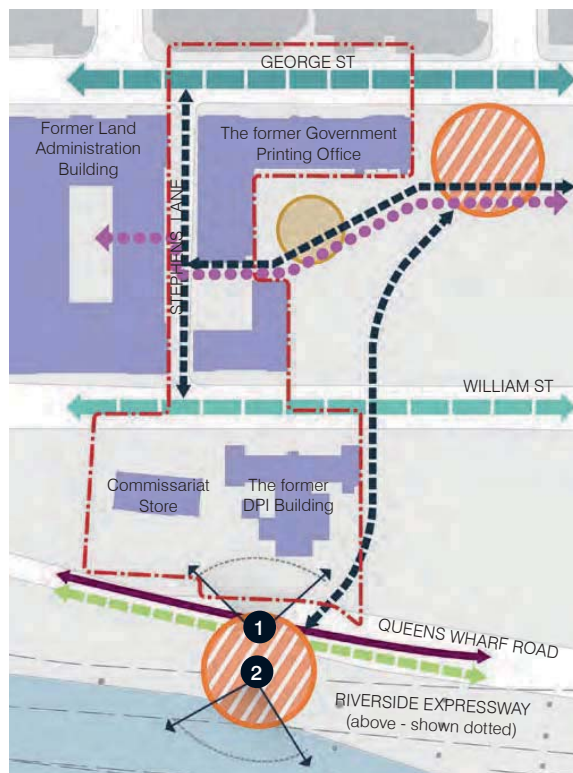 GEORGE ST
Former Land
Administration
Building
The former Government
Printing Office
STEPHENS LANE
WILLIAM ST
Commissariat
Store
The former
DPI Building
1
2
QUEENS WHARF ROAD
RIVERSIDE EXPRESSWAY
(above - shown dotted)